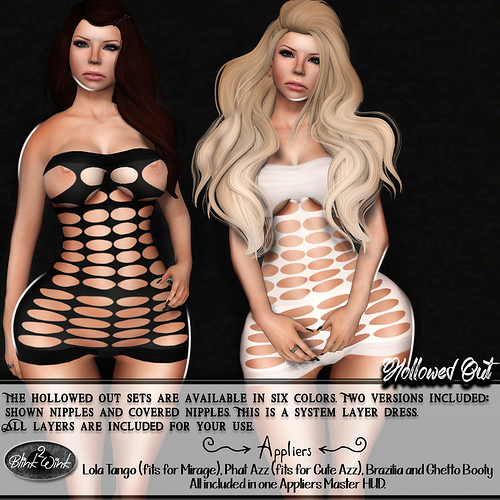 Hollowed Out
The hollowed out sets are available in six colors. Two versions included:
shown nipples and covered nipples. This is a system layer dress.
All layers are included for your use.
Appliers
Blink Wink
Lola Tango (fits for Mirage), Phat Azz (fits for Cute Azz), Brazilia and Ghetto Booty
All included in one Appliers Master HUD.